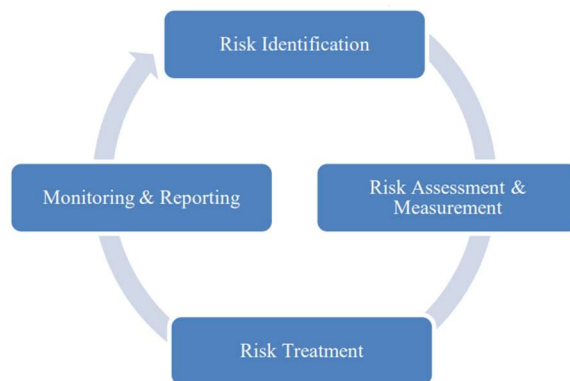 Risk Identification
Risk Assessment &
Measurement
Risk Treatment
Monitoring & Reporting